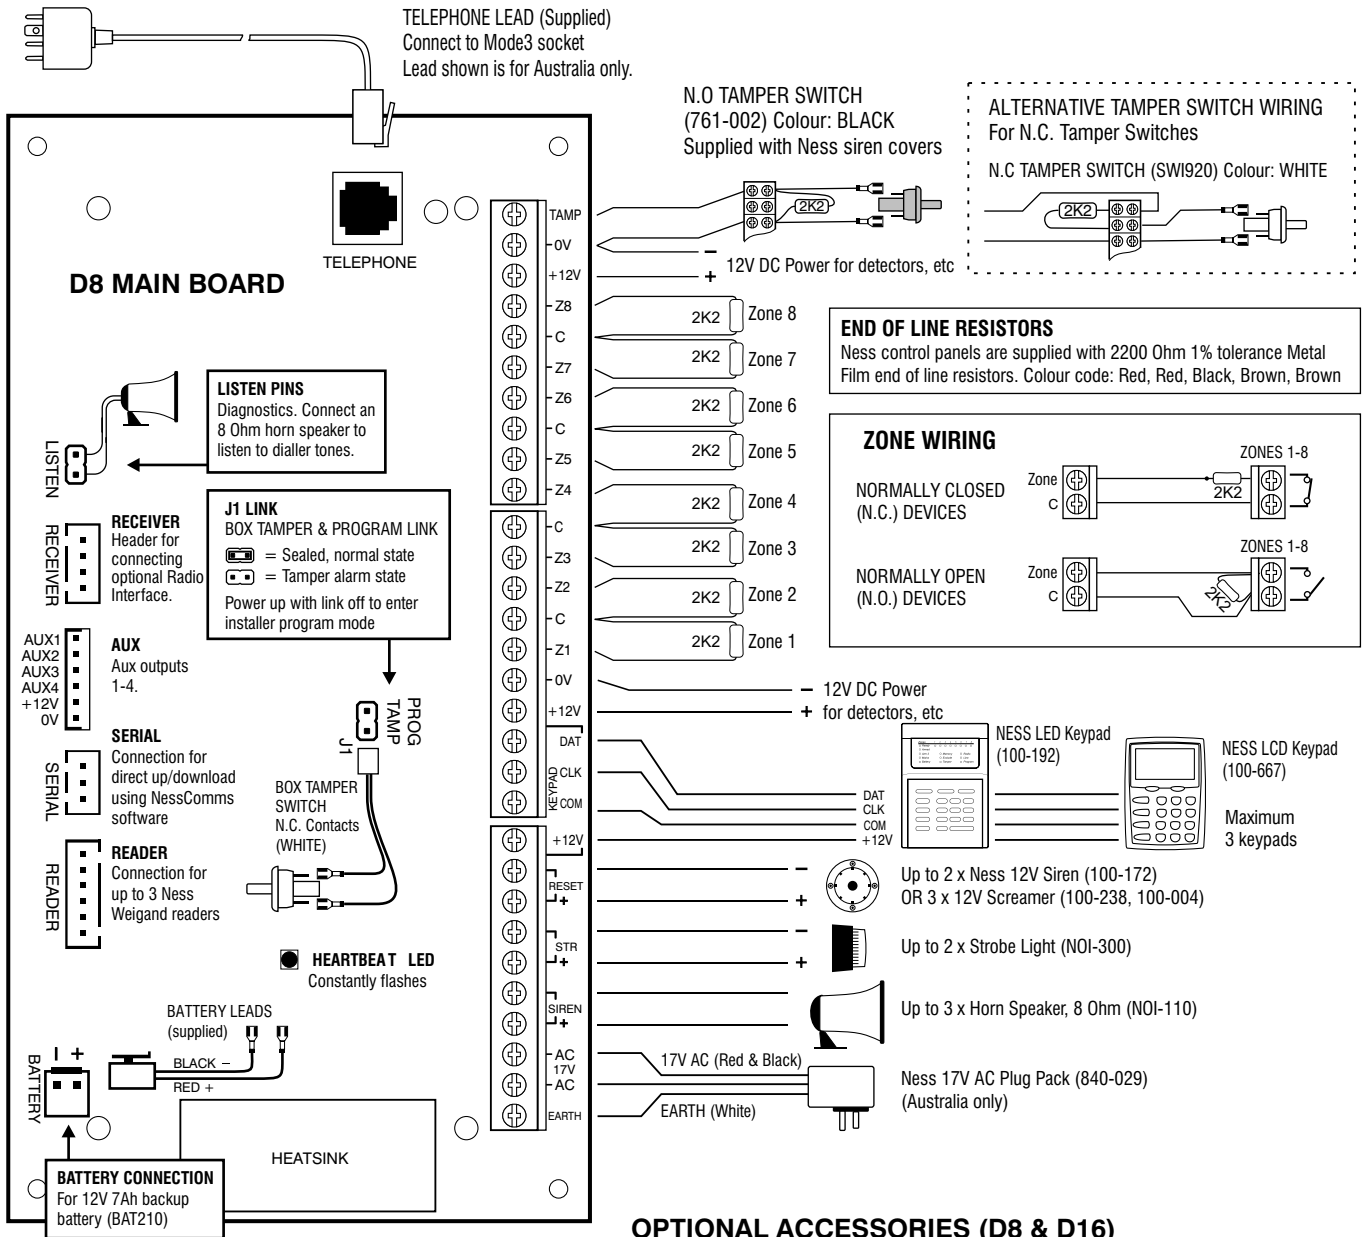 TELEPHONE LEAD (Supplied)
Connect to Mode3 socket
Lead shown is for Australia only.
N.O TAMPER SWITCH
(761-002) Colour: BLACK
Supplied with Ness siren covers
2K2
ALTERNATIVE TAMPER SWITCH WIRING
For N.C. Tamper Switches
N.C TAMPER SWITCH (SWI920) Colour: WHITE
2K2
TELEPHONE
D8 MAIN BOARD
TAMP
0V
+12V
Z8
C
Z7
Z6
C
Z5
Z4
C
Z3
Z2
C
Z1
0V
+12V
DAT
CLK
COM
KEYPAD
+12V
RESET
+
STR
+
SIREN
+
AC
17V
AC
EARTH
–
+
12V DC Power for detectors, etc
2K2 Zone 8
2K2 Zone 7
2K2 Zone 6
2K2 Zone 5
2K2 Zone 4
2K2 Zone 3
2K2 Zone 2
2K2 Zone 1
END OF LINE RESISTORS
Ness control panels are supplied with 2200 Ohm 1% tolerance Metal
Film end of line resistors. Colour code: Red, Red, Black, Brown, Brown
ZONE WIRING
NORMALLY CLOSED
(N.C.) DEVICES
Zone
C
2K2
ZONES 1-8
NORMALLY OPEN
(N.O.) DEVICES
Zone
C
2K2
ZONES 1-8
LISTEN PINS
Diagnostics. Connect an
8 Ohm horn speaker to
listen to dialler tones.
LISTEN
J1 LINK
BOX TAMPER & PROGRAM LINK
= Sealed, normal state
= Tamper alarm state
Power up with link off to enter
installer program mode
RECEIVER
RECEIVER
Header for
connecting
optional Radio
Interface.
AUX1
AUX2
AUX3
AUX4
+12V
0V
AUX
Aux outputs
1-4.
SERIAL
SERIAL
Connection for
direct up/download
using NessComms
software
READER
READER
Connection for
up to 3 Ness
Weigand readers
PROG
TAMP
J1
BOX TAMPER
SWITCH
N.C. Contacts
(WHITE)
HEARTBEAT LED
Constantly flashes
BATTERY LEADS
(supplied)
BLACK –
RED +
– +
BATTERY
HEATSINK
BATTERY CONNECTION
For 12V 7Ah backup
battery (BAT210)
– 12V DC Power
+ for detectors, etc
DAT
CLK
COM
+12V
NESS LED Keypad
(100-192)
NESS LCD Keypad
(100-667)
Maximum
3 keypads
–
+
Up to 2 x Ness 12V Siren (100-172)
OR 3 x 12V Screamer (100-238, 100-004)
–
+
Up to 2 x Strobe Light (NOI-300)
Up to 3 x Horn Speaker, 8 Ohm (NOI-110)
17V AC (Red & Black)
EARTH (White)
Ness 17V AC Plug Pack (840-029)
(Australia only)
OPTIONAL ACCESSORIES (D8 & D16)